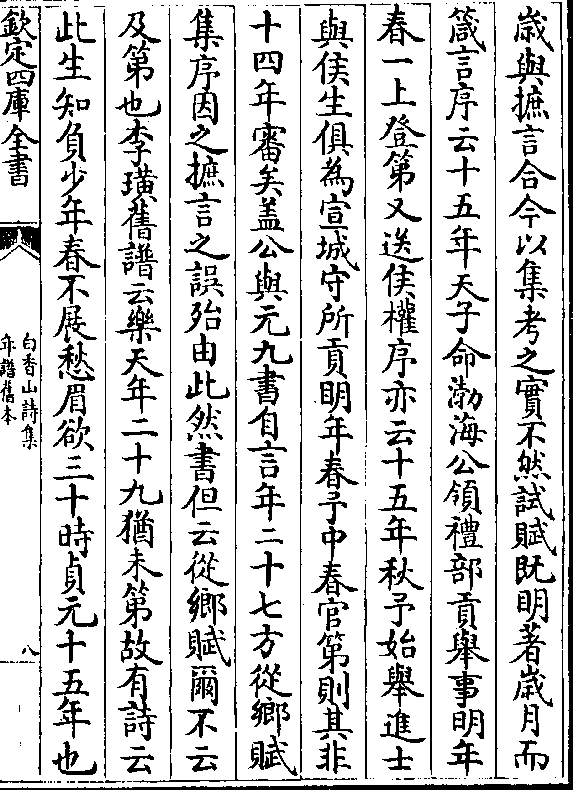 歳與摭言合今以集考之實不然試賦既明著歳月而
箴言序云十五年天子命渤海公領禮部貢舉事明年
春一上登第又送侯權序亦云十五年秋予始舉進士
與侯生俱為宣城守所貢明年春予中春官第則其非
十四年審矣盖公與元九書自言年二十七方從鄉賦
集序因之摭言之誤殆由此然書但云從鄉賦爾不云
及第也李璜舊譜云樂天年二十九猶未第故有詩云
此生知負少年春不展愁眉欲三十時貞元十五年也
欽定四庫全書
白香山詩集
年譜舊本
八